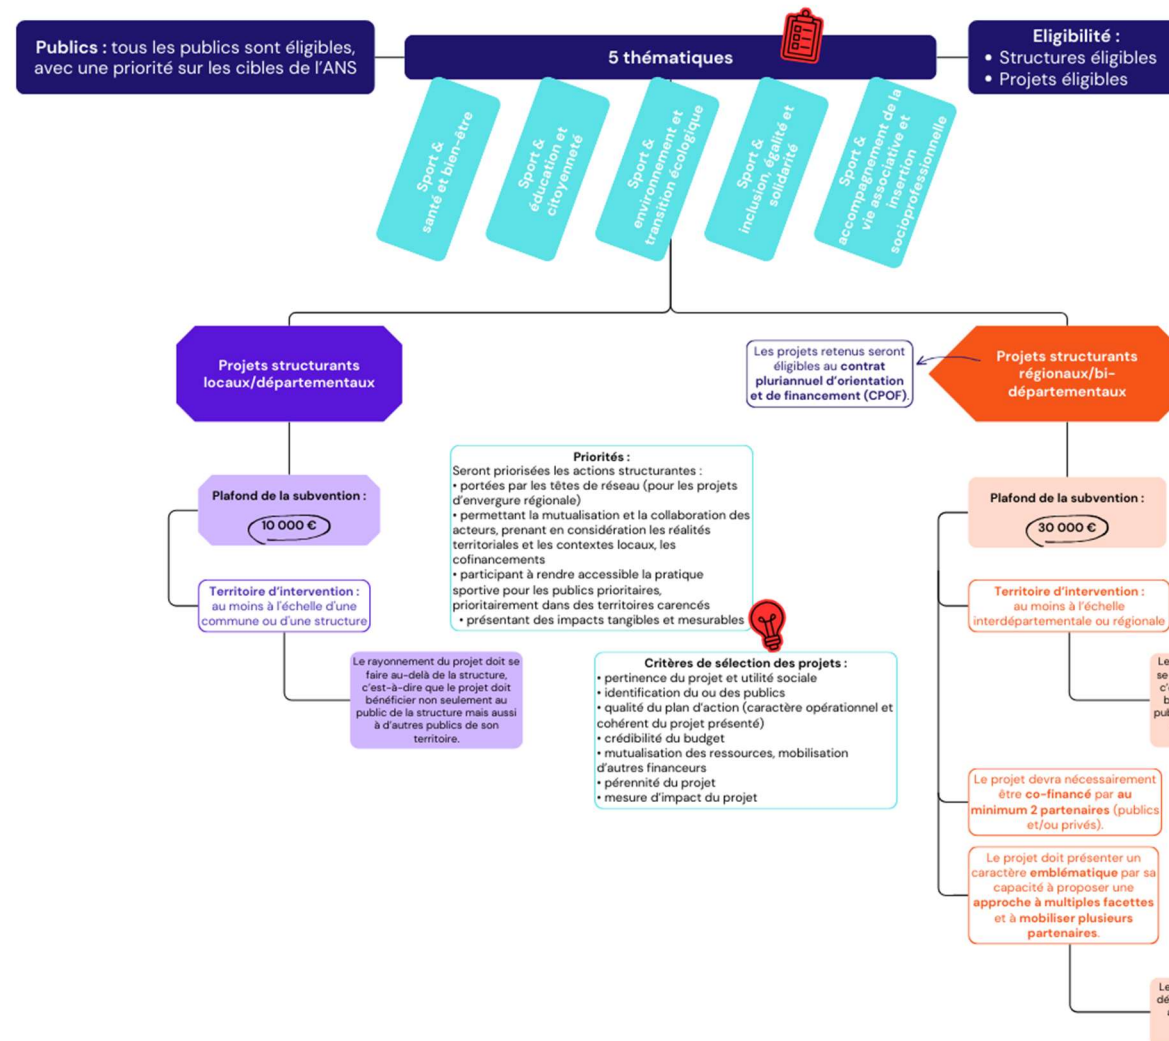 Publics : tous les publics sont éligibles,
avec une priorité sur les cibles de l'ANS
5 thématiques
Eligibilité :
• Structures éligibles
• Projets éligibles
Sport &
santé et bien-être
Sport &
éducation et
citoyenneté
Sport &
environnement et
transition écologique
Sport &
inclusion, égalité et
solidarité
Sport &
accompagnement de la
vie associative et
insertion
socioprofessionnelle
Projets structurants
locaux/départementaux
Les projets retenus seront
éligibles au contrat
pluriannuel d'orientation
et de financement (CPOF).
Projets structurants
régionaux/bi-
départementaux
Plafond de la subvention :
10 000 €
Territoire d'intervention :
au moins à l'échelle d'une
commune ou d'une structure
Le rayonnement du projet doit se
faire au-delà de la structure,
c'est-à-dire que le projet doit
bénéficier non seulement au
public de la structure mais aussi
à d'autres publics de son
territoire.
Priorités :
Seront priorisées les actions structurantes :
• portées par les têtes de réseau (pour les projets
d'envergure régionale)
• permettant la mutualisation et la collaboration des
acteurs, prenant en considération les réalités
territoriales et les contextes locaux, les
cofinancements
• participant à rendre accessible la pratique
sportive pour les publics prioritaires,
prioritairement dans des territoires carencés
• présentant des impacts tangibles et mesurables
Critères de sélection des projets :
• pertinence du projet et utilité sociale
• identification du ou des publics
• qualité du plan d'action (caractère opérationnel et
cohérent du projet présenté)
• crédibilité du budget
• mutualisation des ressources, mobilisation
d'autres financeurs
• pérennité du projet
• mesure d'impact du projet
Plafond de la subvention :
30 000 €
Territoire d'intervention :
au moins à l'échelle
interdépartementale ou régionale
Le projet devra nécessairement
être co-financé par au
minimum 2 partenaires (publics
et/ou privés).
Le projet doit présenter un
caractère emblématique par sa
capacité à proposer une
approche à multiples facettes
et à mobiliser plusieurs
partenaires.